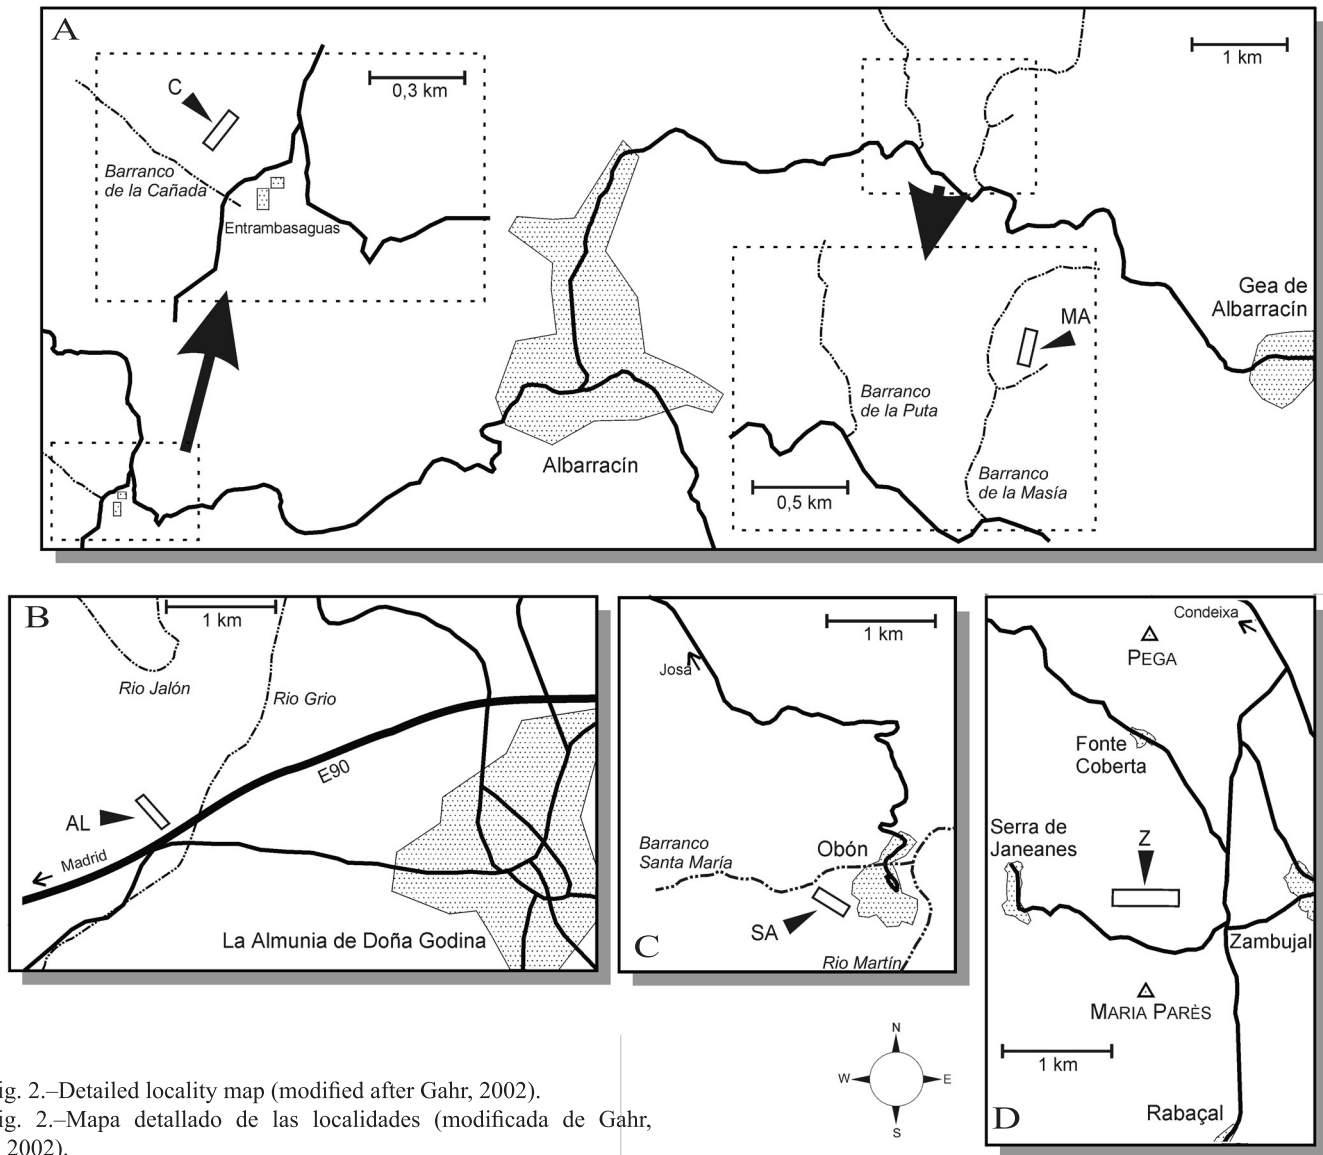 A
C
0,3 km
Barranco
de la Cañada
Entrambasaguas
1 km
Gea de
Albarracín
MA
Barranco
de la Puta
Barranco
de la Masía
0,5 km
Albarracín
B
1 km
Rio Jalón
Rio Grio
E90
AL
Madrid
La Almunia de Doña Godina
1 km
Josa
Barranco
Santa María
Obón
SA
C
Rio Martín
Condeixa
PEGA
Fonte
Coberta
Serra de
Janeanes
Z
Zambujal
MARIA PARÈS
1 km
Rabaçal
D
N
W
E
S
ig. 2.–Detailed locality map (modified after Gahr, 2002).
ig. 2.–Mapa detallado de las localidades (modificada de Gahr,
2002).